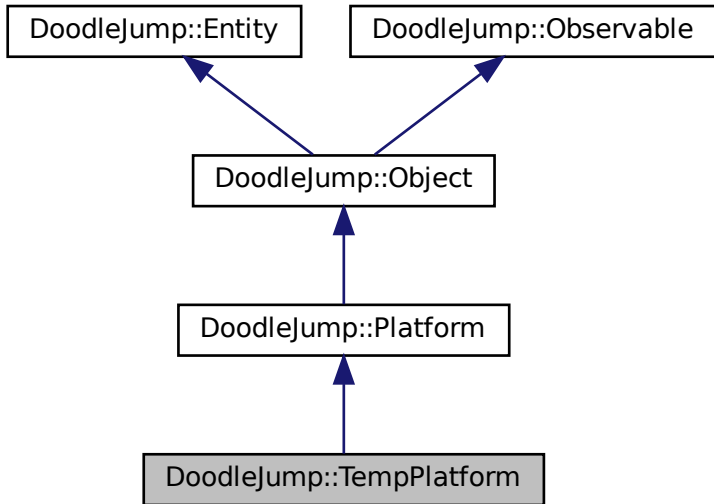 DoodleJump::Entity
DoodleJump::Observable
DoodleJump::Object
DoodleJump::Platform
DoodleJump::TempPlatform